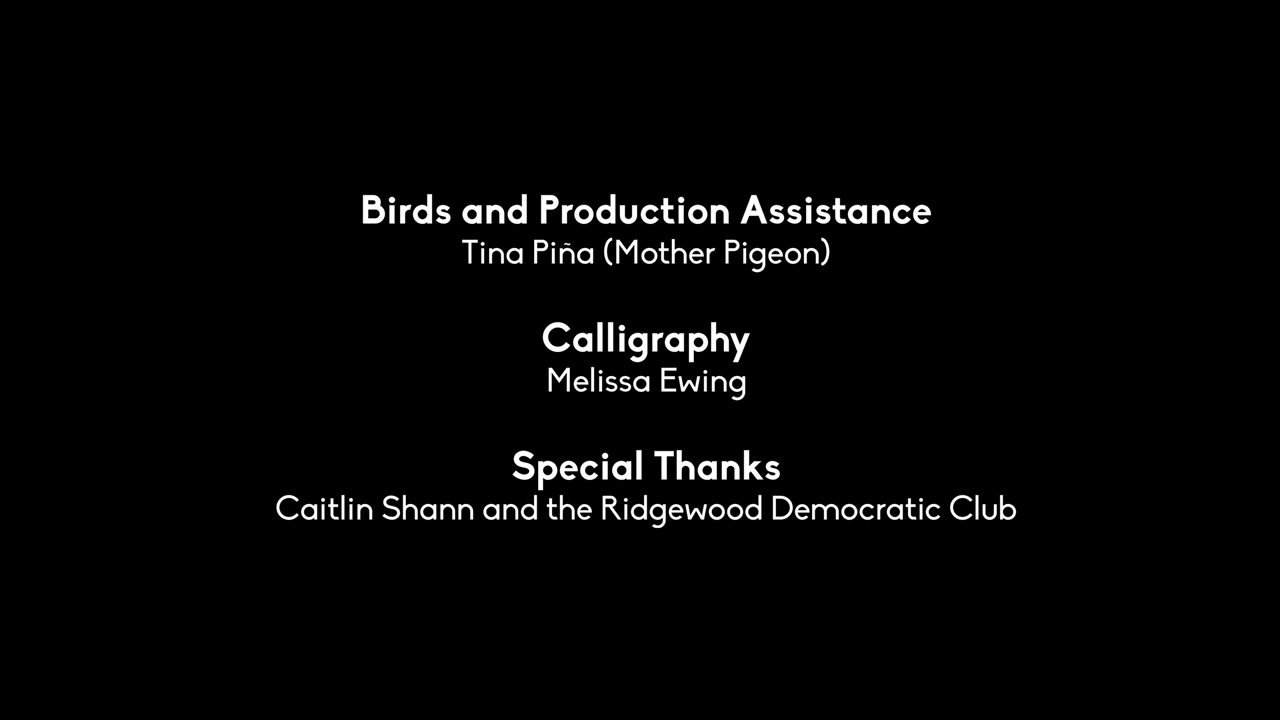 Birds and Production Assistance
Tina Piña (Mother Pigeon)
Calligraphy
Melissa Ewing
Special Thanks
Caitlin Shann and the Ridgewood Democratic Club